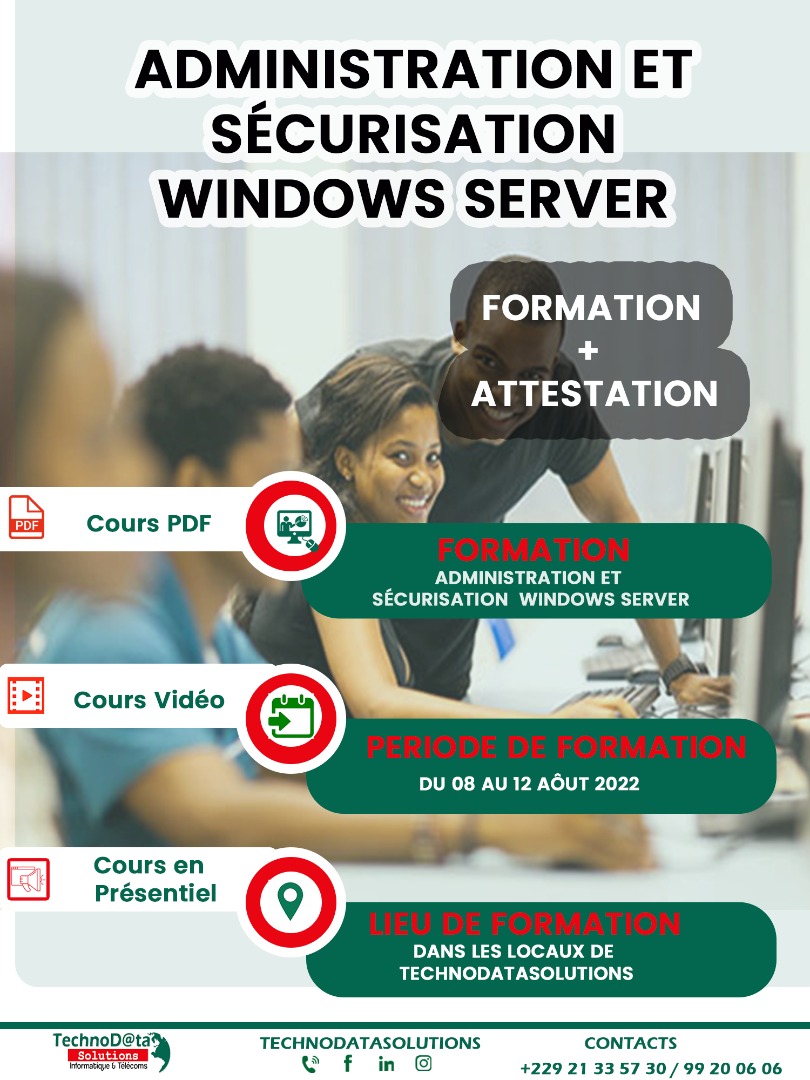 ADMINISTRATION ET
SÉCURISATION
WINDOWS SERVER
FORMATION
+
ATTESTATION
PDF
Cours PDF
FORMATION
ADMINISTRATION ET
SÉCURISATION WINDOWS SERVER
Cours Vidéo
PERIODE DE FORMATION
DU 08 AU 12 AÔUT 2022
Cours en
Présentiel
LIEU DE FORMATION
DANS LES LOCAUX DE
TECHNODATASOLUTIONS
TechnoD@ta
Solutions
Informatique & Télécoms
TECHNODATASOLUTIONS
CONTACTS
+229 21 33 57 30 / 99 20 06 06